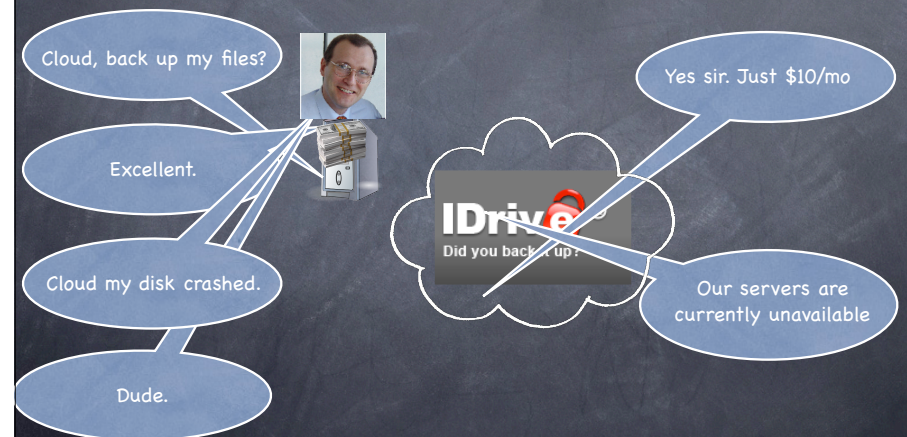 Cloud, back up my files?
Yes sir. Just $10/mo
Excellent.
IDrive®
Did you back it up?
Cloud my disk crashed.
Our servers are
currently unavailable
Dude.